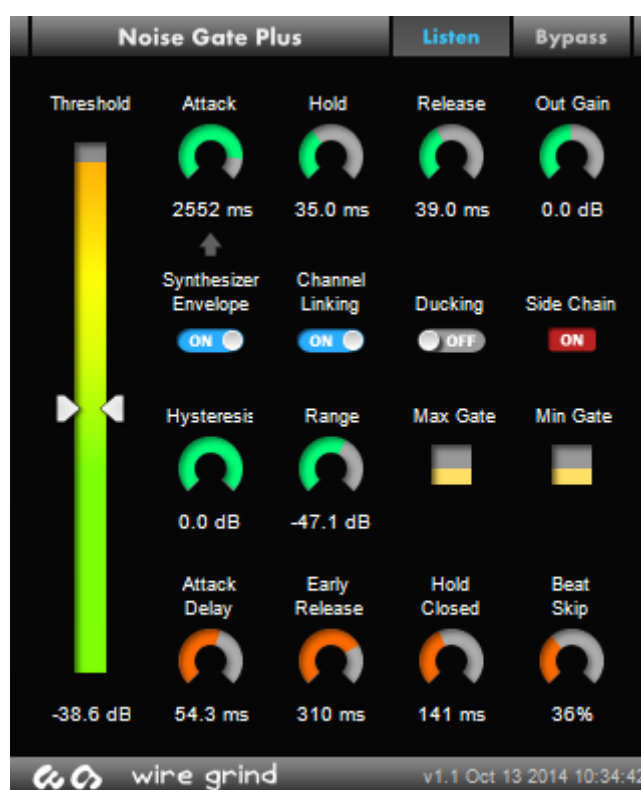 Noise Gate Plus Listen Bypass
Threshold Attack Hold Release Out Gain
2552 ms 35.0 ms 39.0 ms 0.0 dB
Synthesizer Channel
Envelope Linking Ducking Side Chain
ON ON OFF ON
Hysteresis Range Max Gate Min Gate
0.0 dB -47.1 dB
Attack Early Hold Beat
Delay Release Closed Skip
-38.6 dB 54.3 ms 310 ms 141 ms 36%
wire grind v1.1 Oct 13 2014 10:34:42